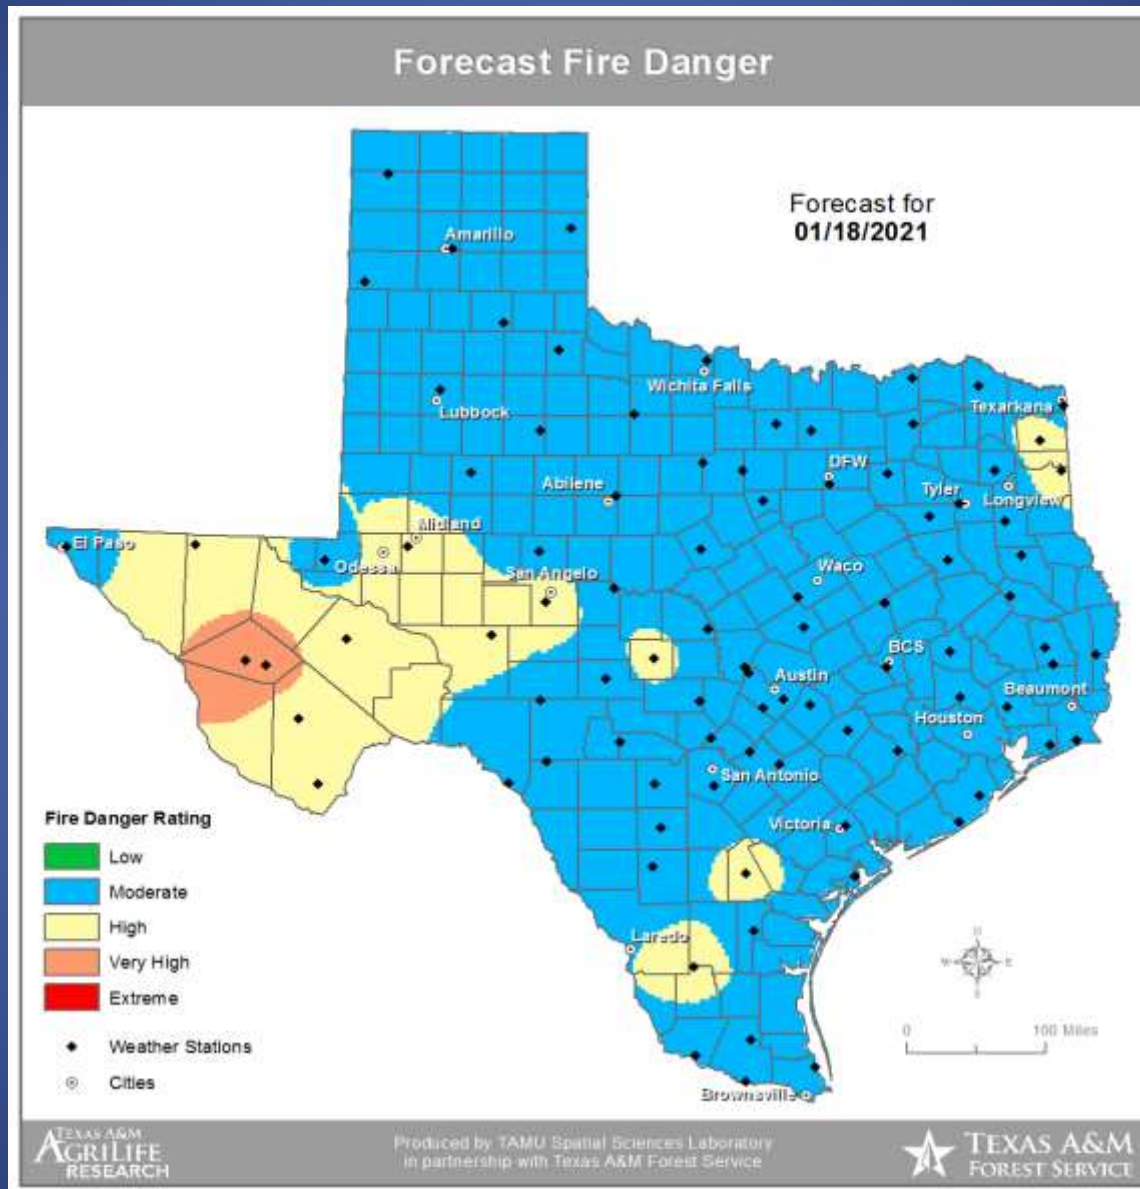 Forecast Fire Danger
Forecast for
01/18/2021
Amarillo
Wichita Falls
Lubbock
Texarkana
DFW
Abilene
Tyler
Longview
Midland
El Paso
Odessa
San Angelo
Waco
BCS
Austin
Beaumont
Houston
San Antonio
Victoria
Laredo
Brownsville
Fire Danger Rating
Low
Moderate
High
Very High
Extreme
Weather Stations
Cities
N
W E
S
0 100 Miles
TEXAS A&M
AGRILIFE
RESEARCH
Produced by TAMU Spatial Sciences Laboratory
in partnership with Texas A&M Forest Service
TEXAS A&M
FOREST SERVICE